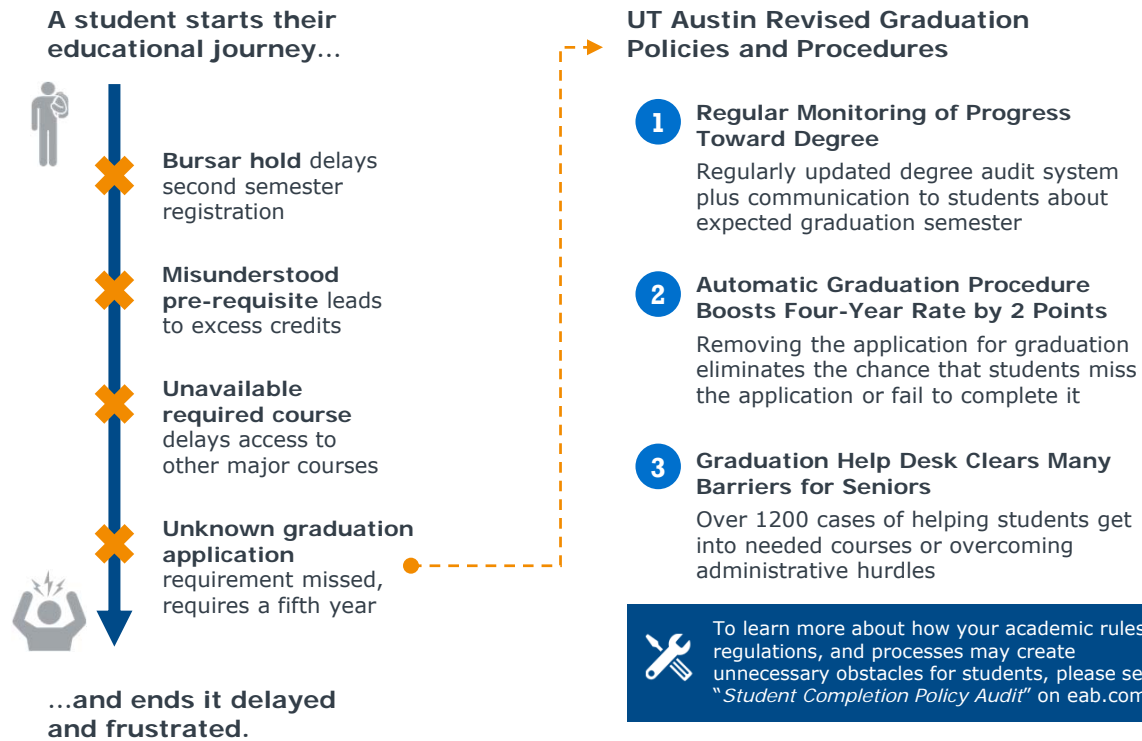 A student starts their
educational journey…
Bursar hold delays
second semester
registration
Misunderstood
pre-requisite leads
to excess credits
Unavailable
required course
delays access to
other major courses
Unknown graduation
application
requirement missed,
requires a fifth year
…and ends it delayed
and frustrated.
UT Austin Revised Graduation
Policies and Procedures
1
Regular Monitoring of Progress
Toward Degree
Regularly updated degree audit system
plus communication to students about
expected graduation semester
2
Automatic Graduation Procedure
Boosts Four-Year Rate by 2 Points
Removing the application for graduation
eliminates the chance that students miss
the application or fail to complete it
3
Graduation Help Desk Clears Many
Barriers for Seniors
Over 1200 cases of helping students get
into needed courses or overcoming
administrative hurdles
To learn more about how your academic rules
regulations, and processes may create
unnecessary obstacles for students, please se
“Student Completion Policy Audit” on eab.com